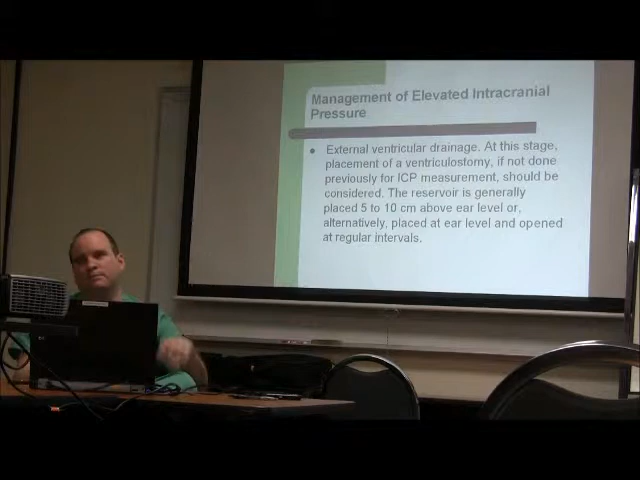 Management of Elevated Intracranial
Pressure
External ventricular drainage. At this stage,
placement of a ventriculostomy, if not done
previously for ICP measurement, should be
considered. The reservoir is generally
placed 5 to 10 cm above ear level or,
alternatively, placed at ear level and opened
at regular intervals.